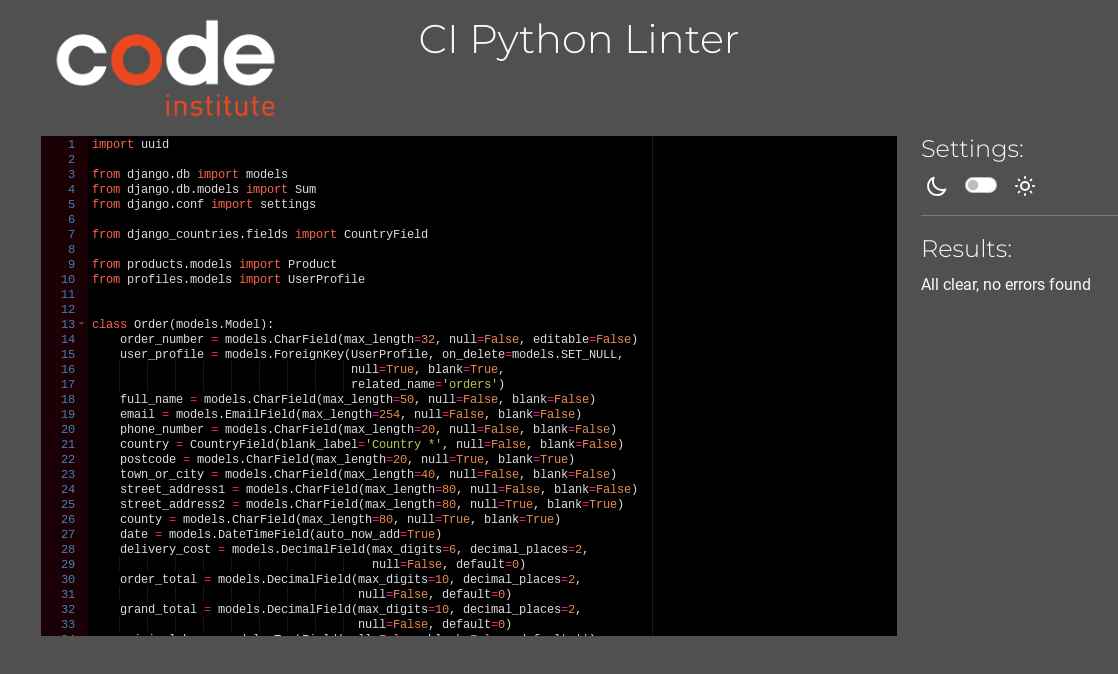 code
institute
CI Python Linter
1 import uuid
2
3 from django.db import models
4 from django.db.models import Sum
5 from django.conf import settings
6
7 from django_countries.fields import CountryField
8
9 from products.models import Product
10 from profiles.models import UserProfile
11
12
13 class Order(models.Model):
14 order_number = models.CharField(max_length=32, null=False, editable=False)
15 user_profile = models.ForeignKey(UserProfile, on_delete=models.SET_NULL,
16 null=True, blank=True,
17 related_name='orders')
18 full_name = models.CharField(max_length=50, null=False, blank=False)
19 email = models.EmailField(max_length=254, null=False, blank=False)
20 phone_number = models.CharField(max_length=20, null=False, blank=False)
21 country = CountryField(blank_label='Country *', null=False, blank=False)
22 postcode = models.CharField(max_length=20, null=True, blank=True)
23 town_or_city = models.CharField(max_length=40, null=False, blank=False)
24 street_address1 = models.CharField(max_length=80, null=False, blank=False)
25 street_address2 = models.CharField(max_length=80, null=True, blank=True)
26 county = models.CharField(max_length=80, null=True, blank=True)
27 date = models.DateTimeField(auto_now_add=True)
28 delivery_cost = models.DecimalField(max_digits=6, decimal_places=2,
29 null=False, default=0)
30 order_total = models.DecimalField(max_digits=10, decimal_places=2,
31 null=False, default=0)
32 grand_total = models.DecimalField(max_digits=10, decimal_places=2,
33 null=False, default=0)
Settings:
Results:
All clear, no errors found